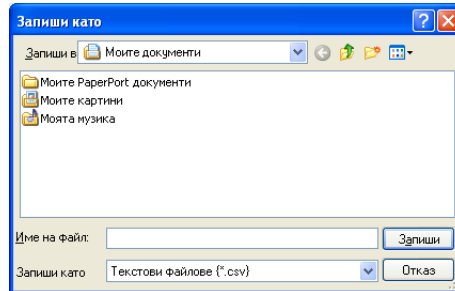 Запиши като
Запиши в Моите документи
Моите PaperPort документи
Моите картини
Моята музика
Име на файл: Запиши
Запиши като Текстови файлове {*.csv} Отказ